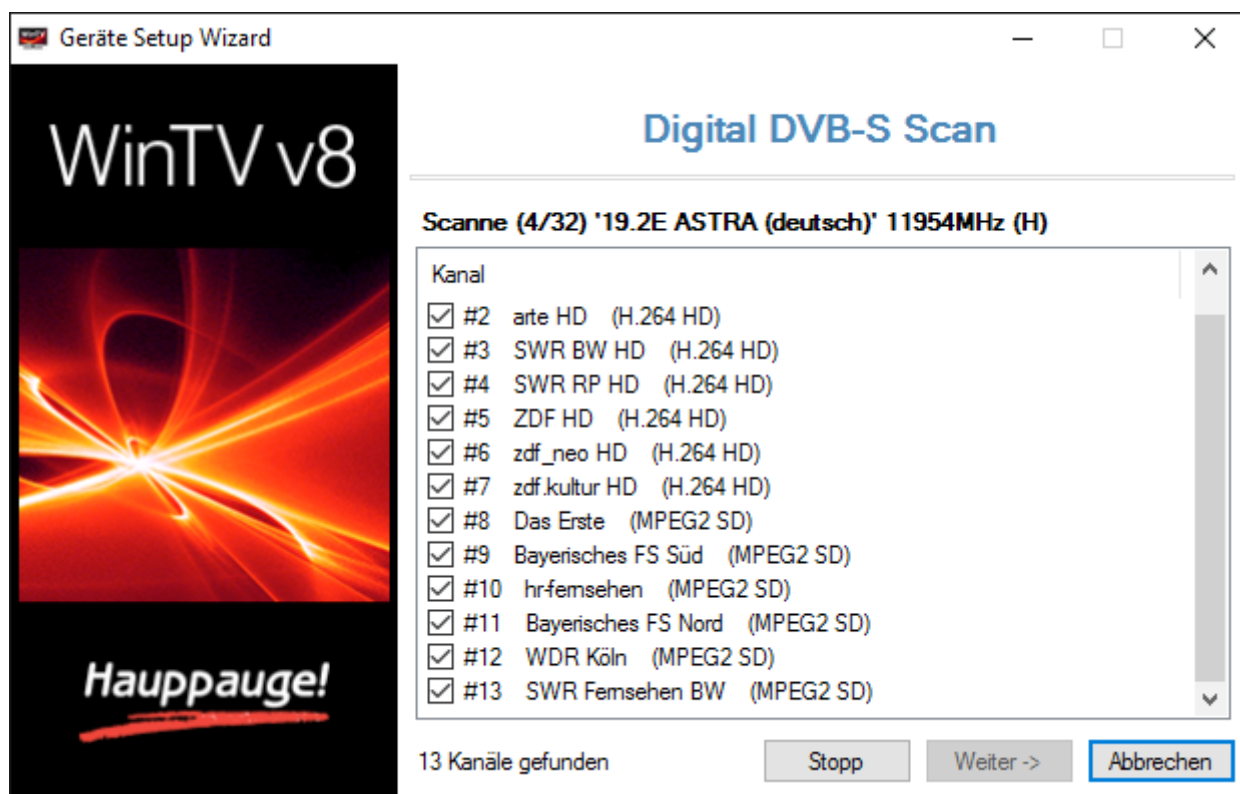 Geräte Setup Wizard
WinTV v8
Hauppauge!
Digital DVB-S Scan
Scanne (4/32) '19.2E ASTRA (deutsch)' 11954MHz (H)
Kanal
#2 arte HD (H.264 HD)
#3 SWR BW HD (H.264 HD)
#4 SWR RP HD (H.264 HD)
#5 ZDF HD (H.264 HD)
#6 zdf_neo HD (H.264 HD)
#7 zdf.kultur HD (H.264 HD)
#8 Das Erste (MPEG2 SD)
#9 Bayerisches FS Süd (MPEG2 SD)
#10 hr-fernsehen (MPEG2 SD)
#11 Bayerisches FS Nord (MPEG2 SD)
#12 WDR Köln (MPEG2 SD)
#13 SWR Fernsehen BW (MPEG2 SD)
13 Kanäle gefunden
Stopp
Weiter ->
Abbrechen